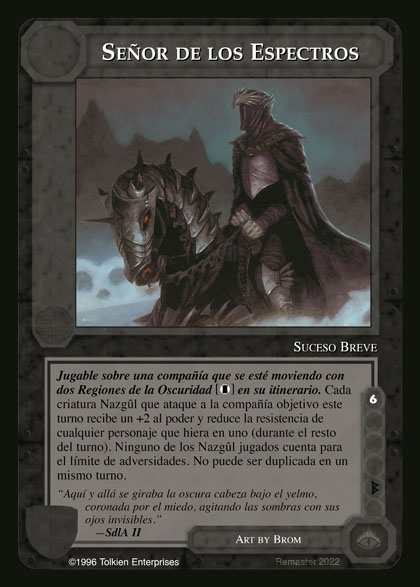 Señor de los Espectros
Suceso Breve
Jugable sobre una compañía que se esté moviendo con
dos Regiones de la Oscuridad [ ] en su itinerario. Cada
criatura Nazgûl que ataque a la compañía objetivo este
turno recibe un +2 al poder y reduce la resistencia de
cualquier personaje que hiera en uno (durante el resto
del turno). Ninguno de los Nazgûl jugados cuenta para
el límite de adversidades. No puede ser duplicada en un
mismo turno.
6
“Aquí y allá se giraba la oscura cabeza bajo el yelmo,
coronada por el miedo, agitando las sombras con sus
ojos invisibles.”
—SdlA II
Art by Brom
©1996 Tolkien Enterprises
Remaster 2022